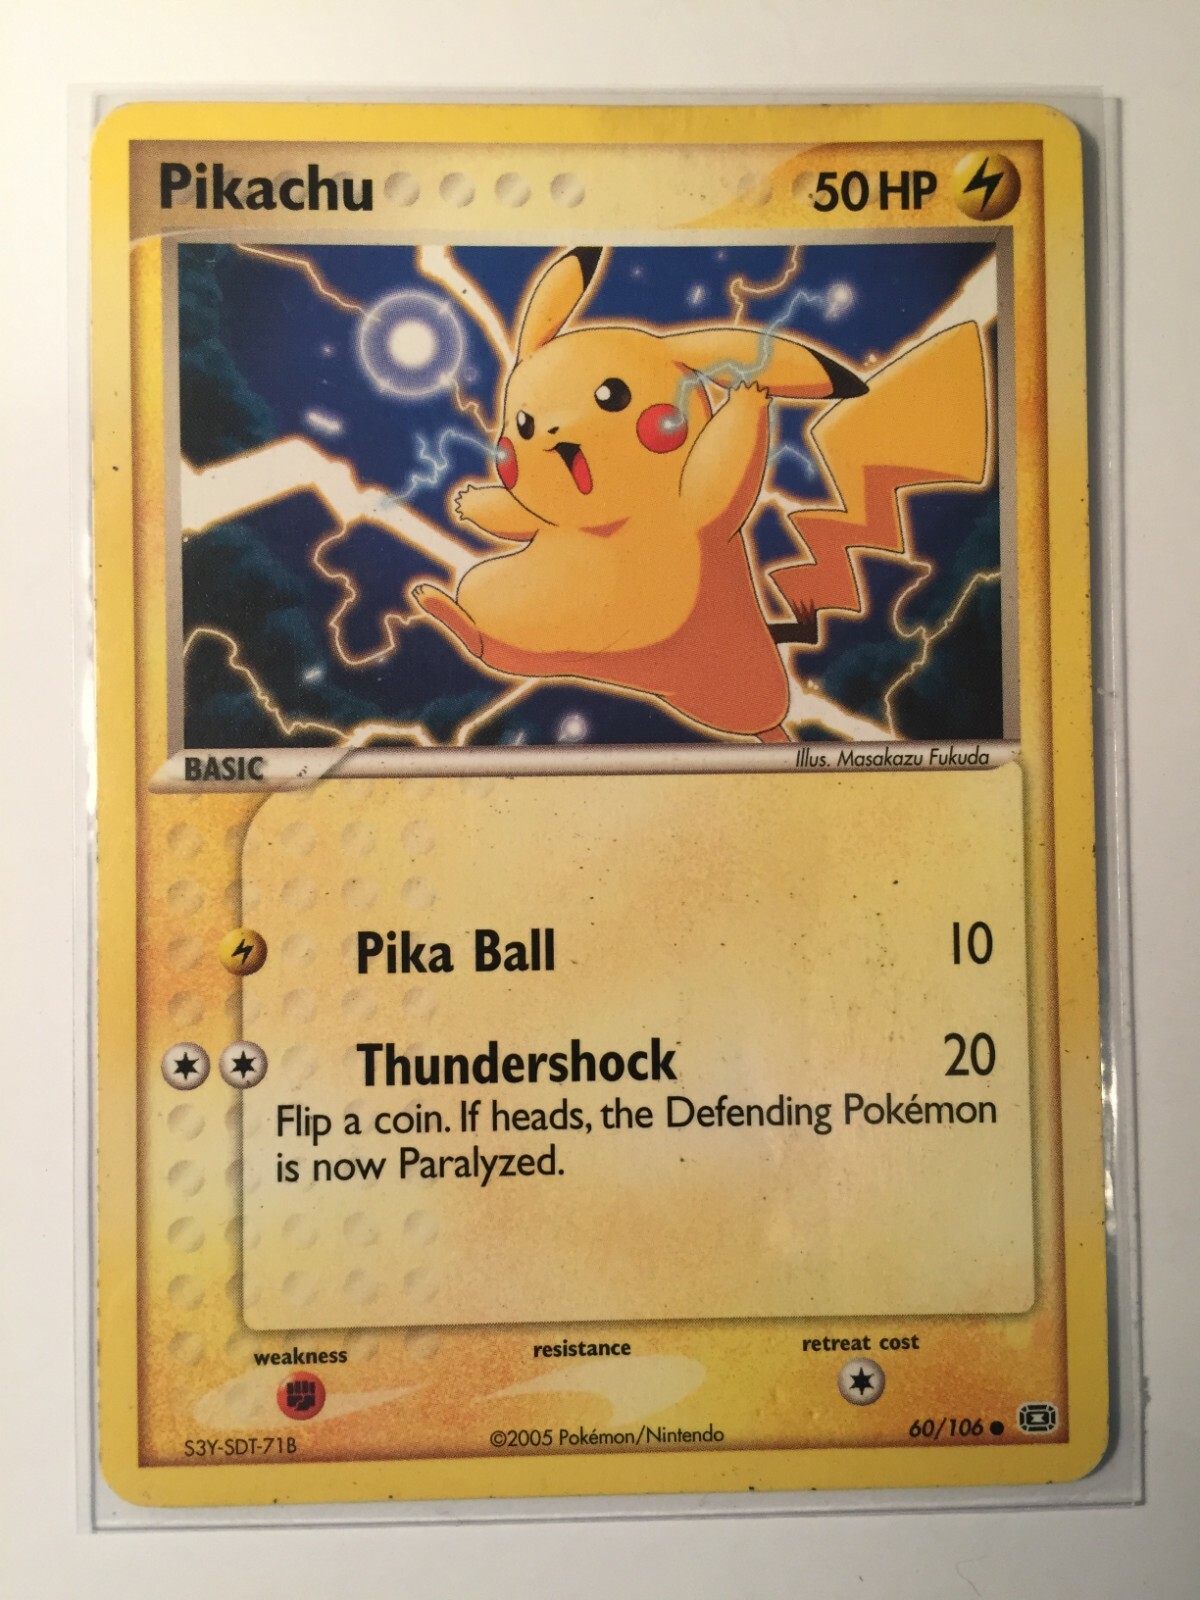 Pikachu 50 HP
BASIC
Illus. Masakazu Fukuda
Pika Ball 10
Thundershock 20
Flip a coin. If heads, the Defending Pokémon
is now Paralyzed.
weakness resistance retreat cost
S3Y-SDT-71B ©2005 Pokémon/Nintendo 60/106